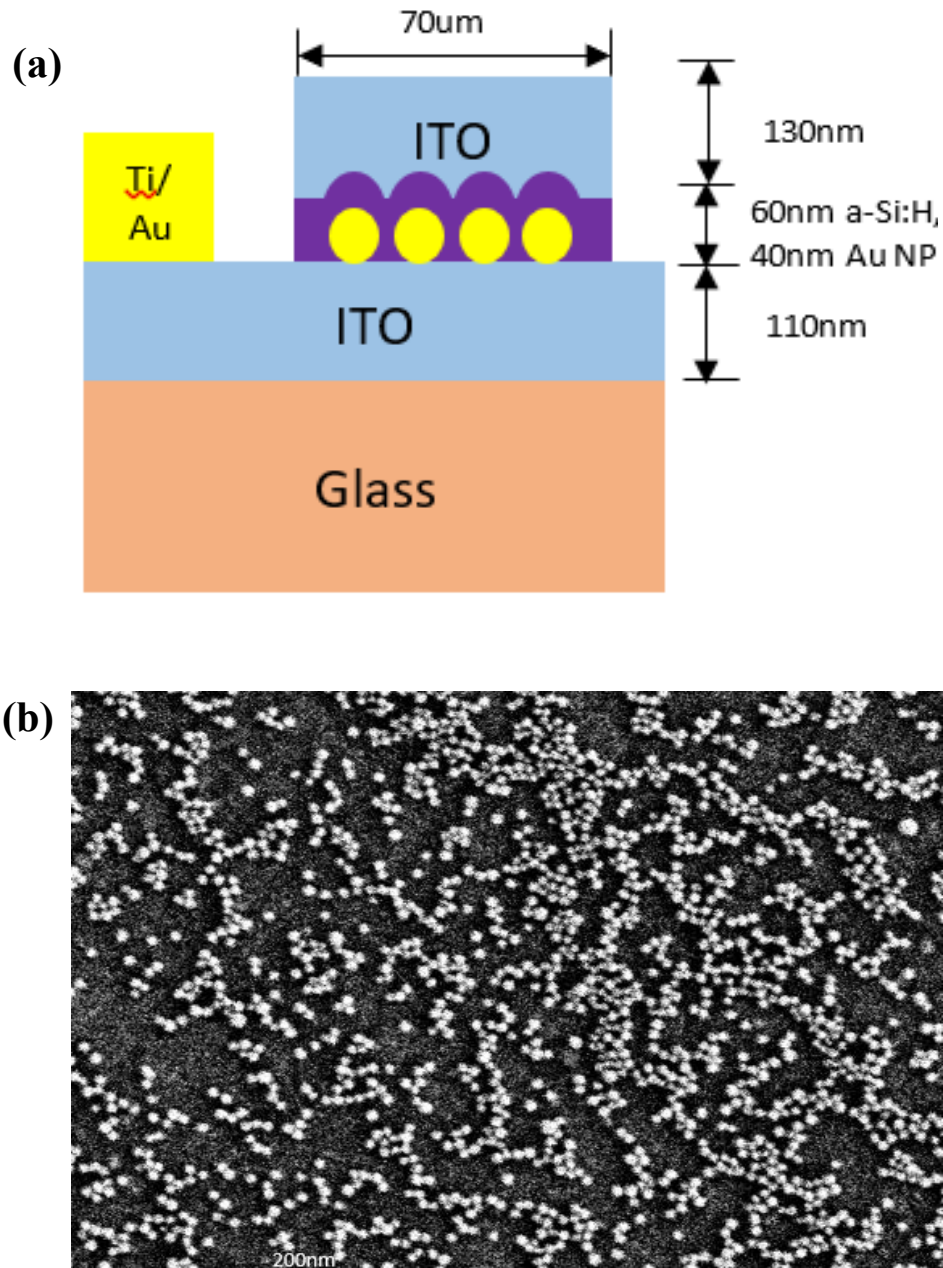 (a)
70um
ITO
130nm
Ti/
Au
60nm a-Si:H,
40nm Au NP
ITO
110nm
Glass
(b)
200nm